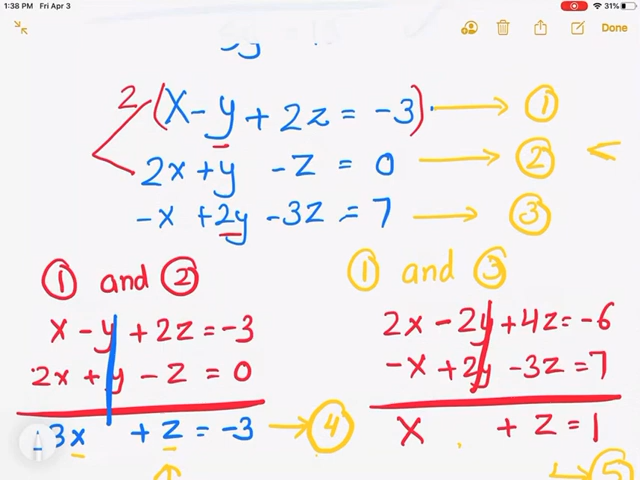 1:38 PM Fri Apr 3
31%
Done
2(x - y + 2z = -3) → ①
2x + y - z = 0 → ② <
-x + 2y - 3z = 7 → ③
① and ②
x - y + 2z = -3
2x + y - z = 0
3x + z = -3 → ④
① and ③
2x - 2y + 4z = -6
-x + 2y - 3z = 7
x + z = 1
⑤